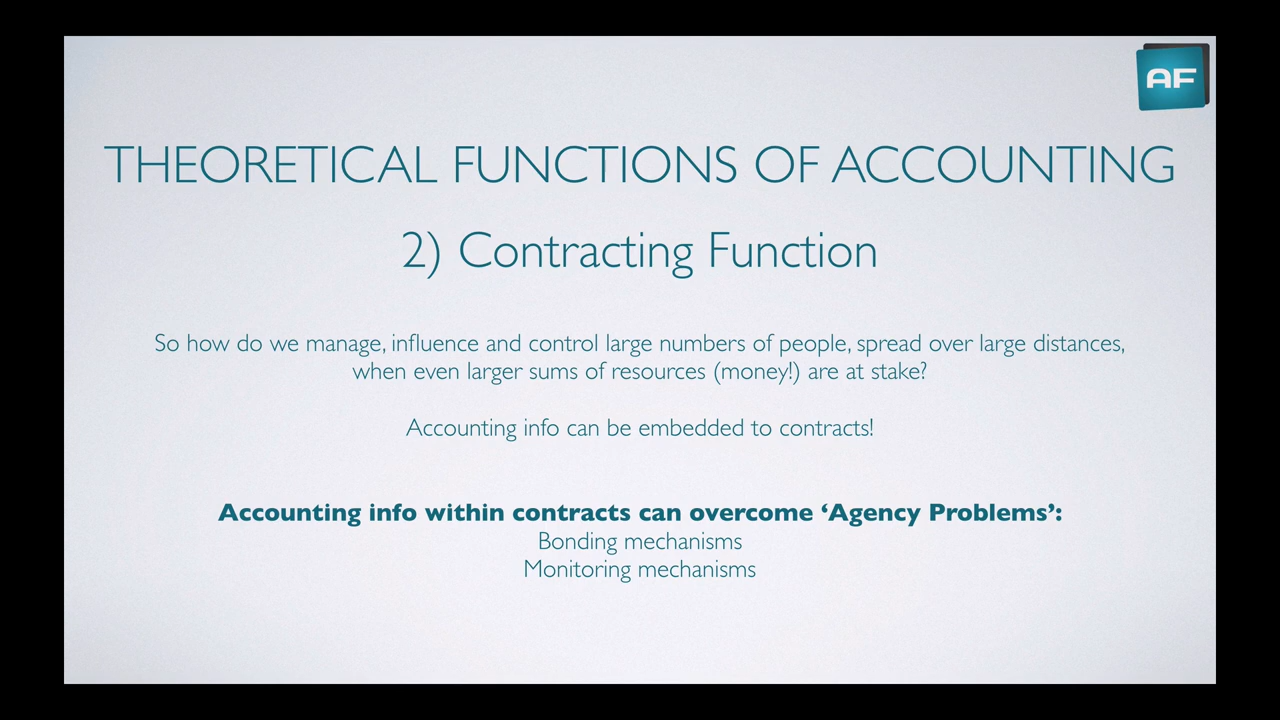 AF
THEORETICAL FUNCTIONS OF ACCOUNTING
2) Contracting Function
So how do we manage, influence and control large numbers of people, spread over large distances,
when even larger sums of resources (money!) are at stake?
Accounting info can be embedded to contracts!
Accounting info within contracts can overcome ‘Agency Problems’:
Bonding mechanisms
Monitoring mechanisms